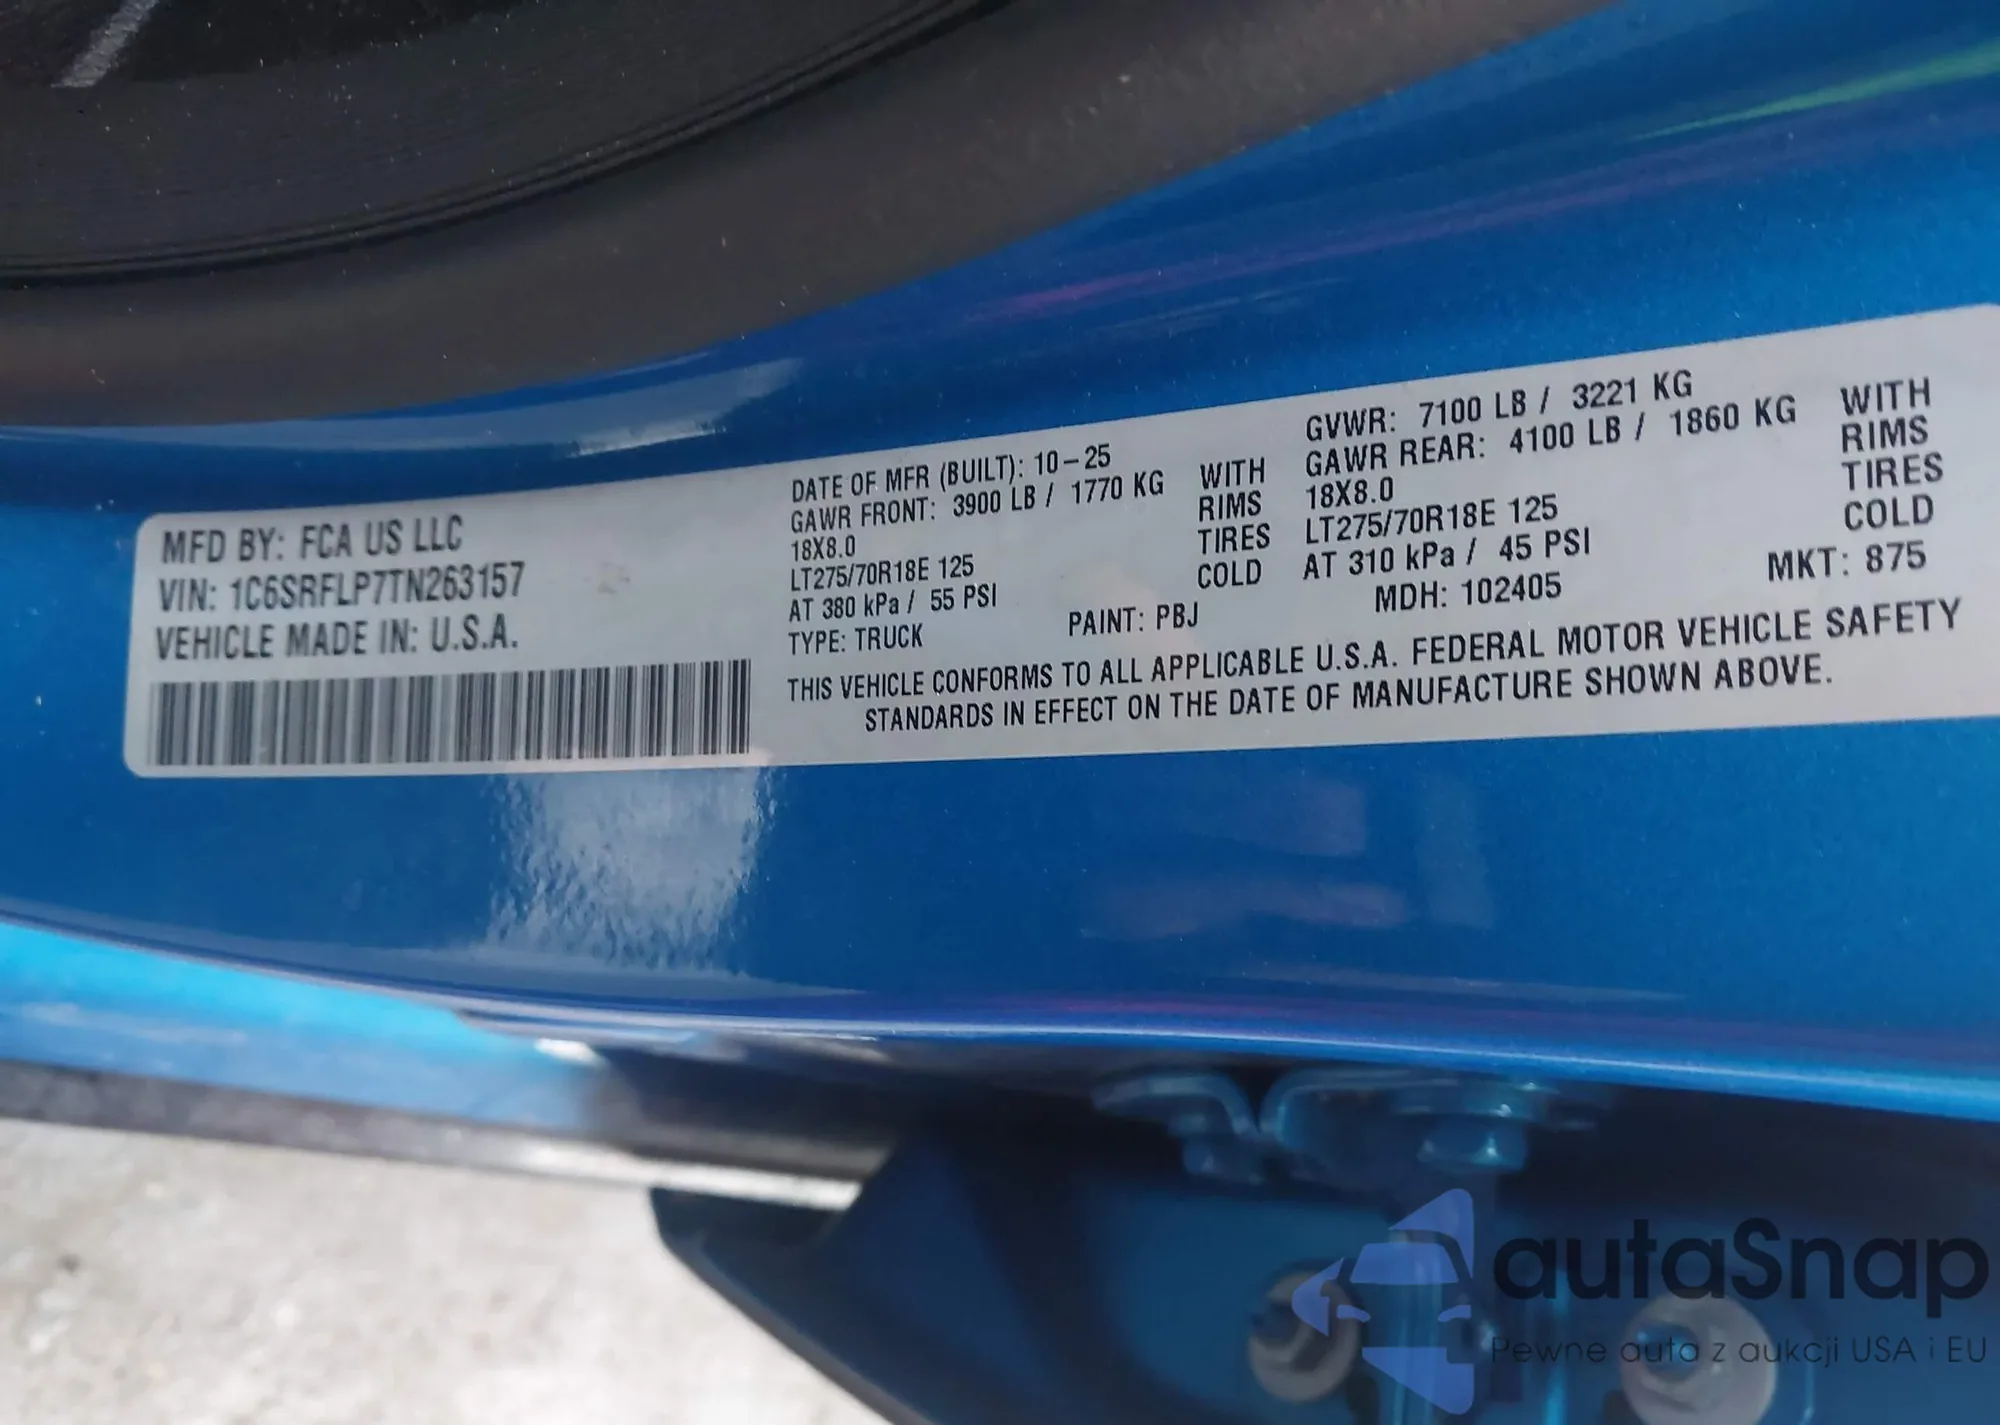 MFD BY: FCA US LLC
VIN: 1C6SRFLP7TN263157
VEHICLE MADE IN: U.S.A.
DATE OF MFR (BUILT): 10-25
GAWR FRONT: 3900 LB / 1770 KG WITH
18X8.0 RIMS
LT275/70R18E 125 TIRES
AT 380 kPa / 55 PSI COLD
TYPE: TRUCK
PAINT: PBJ
GVWR: 7100 LB / 3221 KG
GAWR REAR: 4100 LB / 1860 KG WITH
18X8.0 RIMS
LT275/70R18E 125 TIRES
AT 310 kPa / 45 PSI COLD
MDH: 102405 MKT: 875
THIS VEHICLE CONFORMS TO ALL APPLICABLE U.S.A. FEDERAL MOTOR VEHICLE SAFETY
STANDARDS IN EFFECT ON THE DATE OF MANUFACTURE SHOWN ABOVE.
autaSnap
Pewne auta z aukcji USA i EU